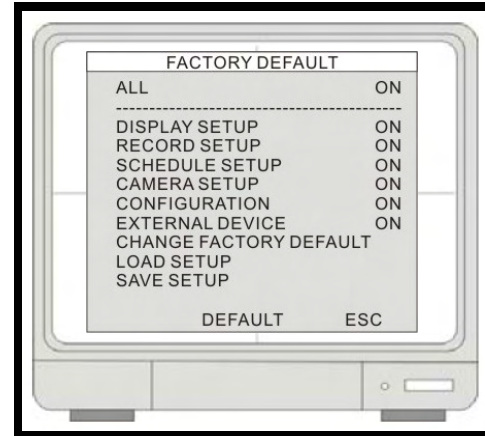 FACTORY DEFAULT
ALL ON
----------------------------------------
DISPLAY SETUP ON
RECORD SETUP ON
SCHEDULE SETUP ON
CAMERA SETUP ON
CONFIGURATION ON
EXTERNAL DEVICE ON
CHANGE FACTORY DEFAULT
LOAD SETUP
SAVE SETUP
DEFAULT ESC